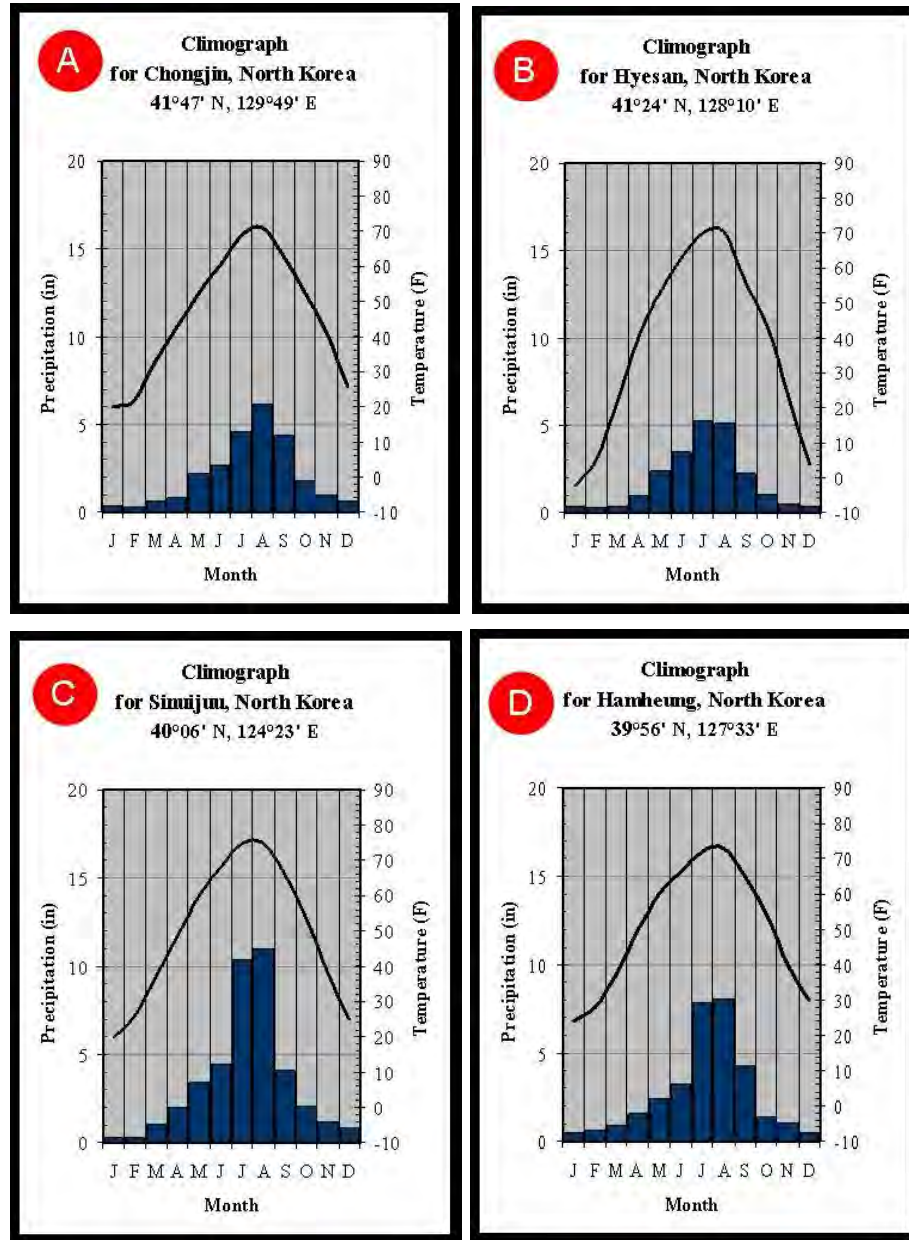 A
Climograph
for Chongjin, North Korea
41°47' N, 129°49' E
20
15
10
5
0
Precipitation (in)
90
80
70
60
50
40
30
20
10
0
-10
Temperature (F)
J F M A M J J A S O N D
Month
B
Climograph
for Hyesan, North Korea
41°24' N, 128°10' E
20
15
10
5
0
Precipitation (in)
90
80
70
60
50
40
30
20
10
0
-10
Temperature (F)
J F M A M J J A S O N D
Month
C
Climograph
for Sinuijuu, North Korea
40°06' N, 124°23' E
20
15
10
5
0
Precipitation (in)
90
80
70
60
50
40
30
20
10
0
-10
Temperature (F)
J F M A M J J A S O N D
Month
D
Climograph
for Hamheung, North Korea
39°56' N, 127°33' E
20
15
10
5
0
Precipitation (in)
90
80
70
60
50
40
30
20
10
0
-10
Temperature (F)
J F M A M J J A S O N D
Month